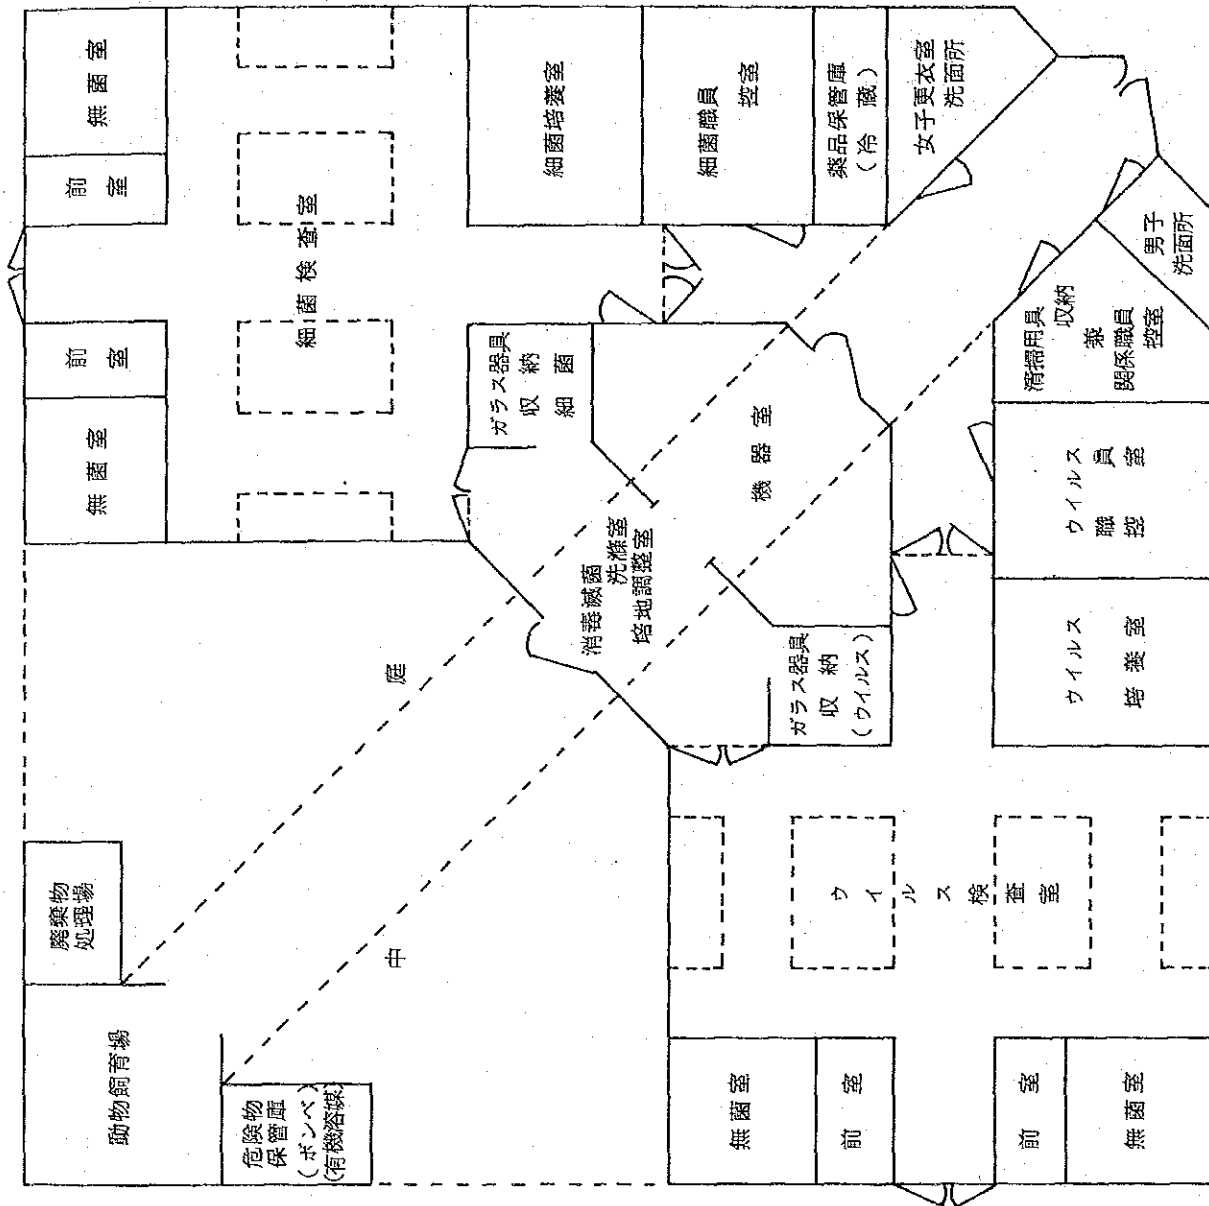 動物飼育場
廃棄物
処理場
危険物
保管庫
(ボンベ)
(有機溶媒)
中 庭
無菌室
前室
前室
無菌室
細菌検査室
細菌培養室
細菌職員
控室
薬品保管庫
(冷 蔵)
女子更衣室
洗面所
ガラス器具
収 納
細 菌
消毒滅菌
洗滌室
培地調整室
機器室
ガラス器具
収 納
(ウイルス)
男子
洗面所
清掃用具
収納
兼
関係職員
控室
ウイルス
職 員
控 室
ウイルス
培養室
ウイルス検査室
無菌室
前 室
前 室
無菌室